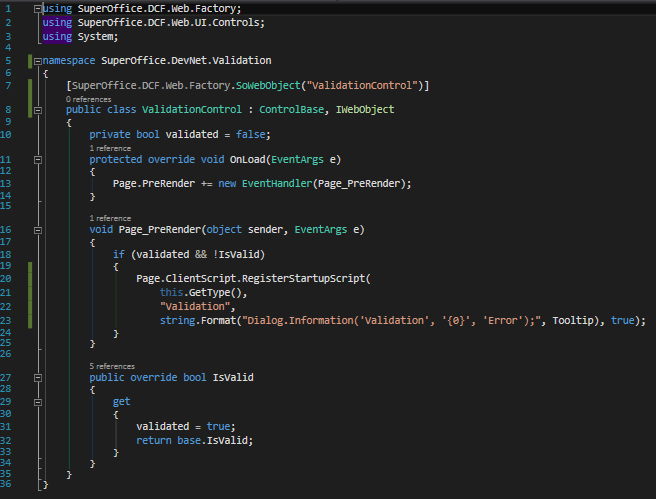 1 using SuperOffice.DCF.Web.Factory;
2 using SuperOffice.DCF.Web.UI.Controls;
3 using System;
4
5 namespace SuperOffice.DevNet.Validation
6 {
7 [SuperOffice.DCF.Web.Factory.SoWebObject("ValidationControl")]
0 references
8 public class ValidationControl : ControlBase, IWebObject
9 {
10 private bool validated = false;
1 reference
11 protected override void OnLoad(EventArgs e)
12 {
13 Page.PreRender += new EventHandler(Page_PreRender);
14 }
15
1 reference
16 void Page_PreRender(object sender, EventArgs e)
17 {
18 if (validated && !IsValid)
19 {
20 Page.ClientScript.RegisterStartupScript(
21 this.GetType(),
22 "Validation",
23 string.Format("Dialog.Information('Validation', '{0}', 'Error');", Tooltip), true);
24 }
25 }
26
5 references
27 public override bool IsValid
28 {
29 get
30 {
31 validated = true;
32 return base.IsValid;
33 }
34 }
35 }
36 }